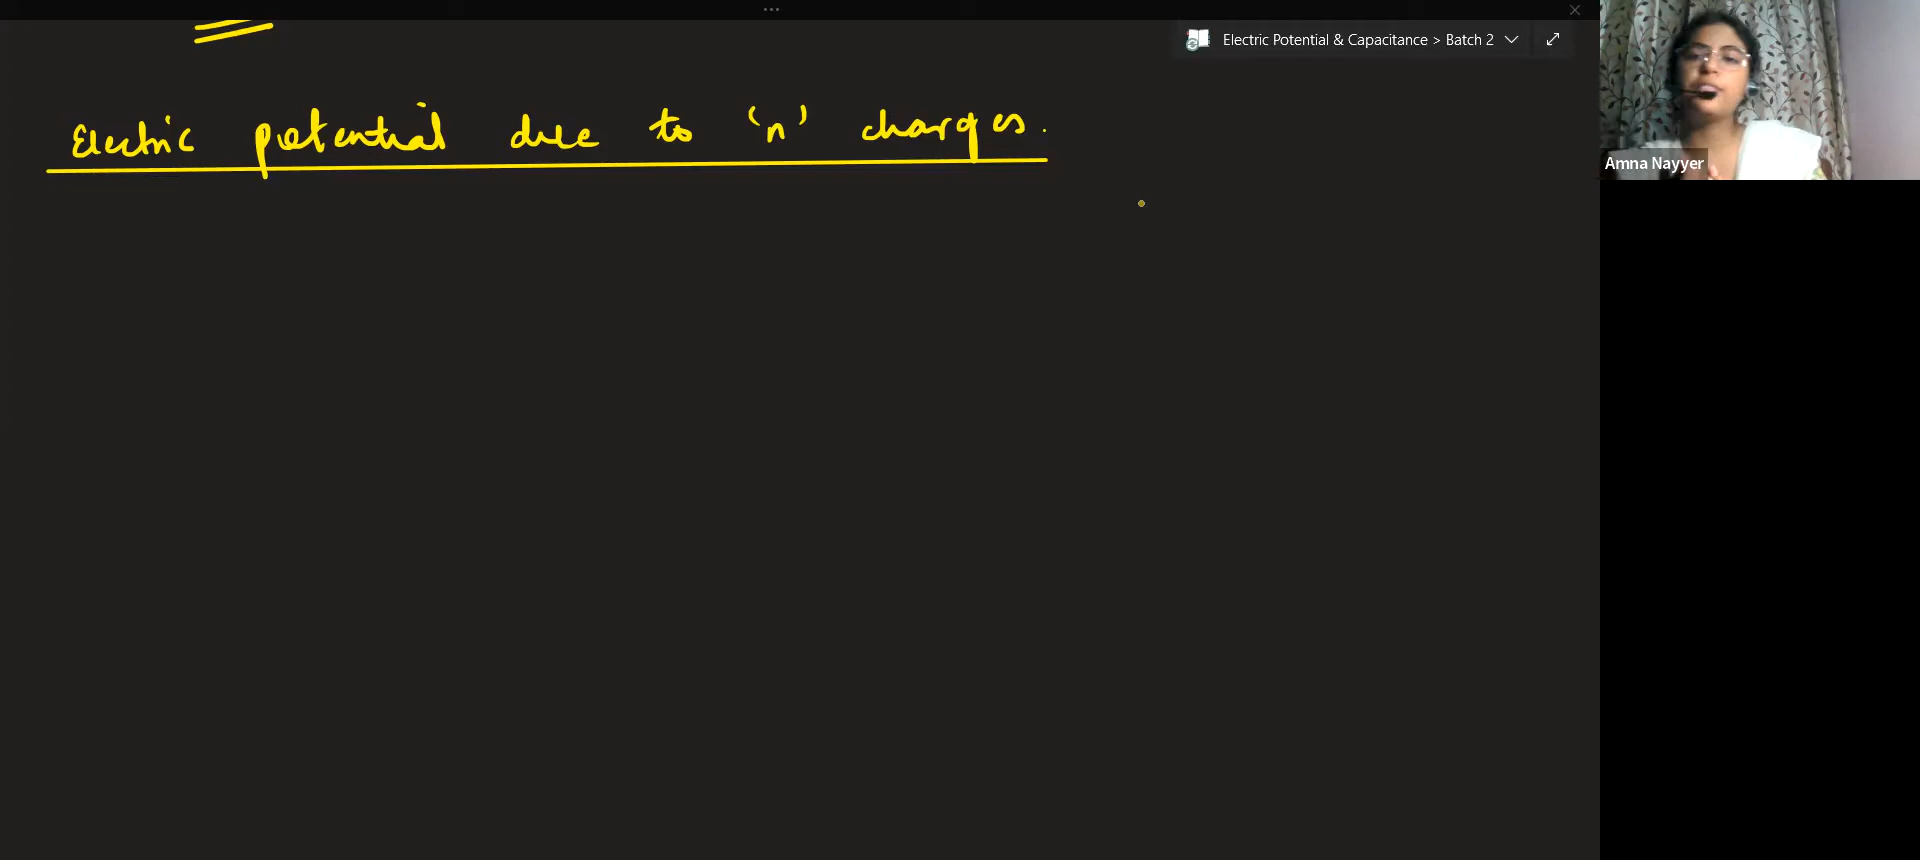 Electric Potential & Capacitance > Batch 2
Electric potential due to 'n' charges.
Amna Nayyer